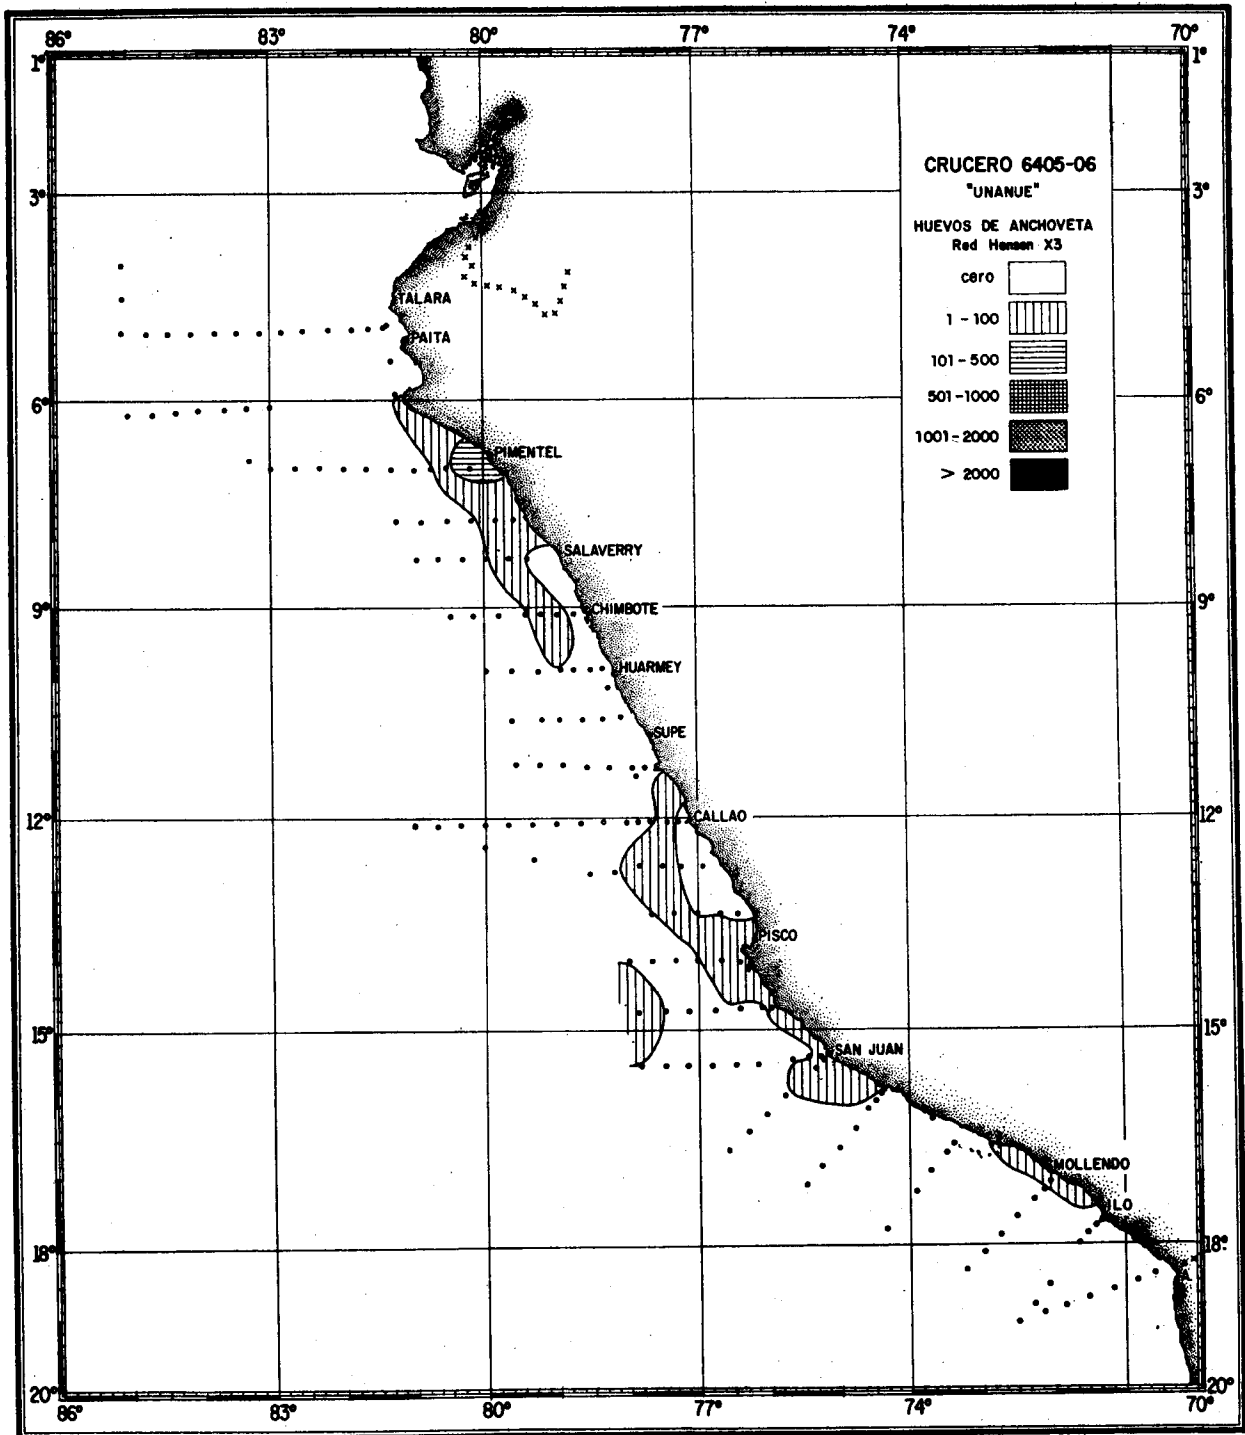 86° 83° 80° 77° 74° 70°
1° 1°
CRUCERO 6405-06
"UNANUE"
3° 3°
HUEVOS DE ANCHOVETA
Red Hensen X3
cero
TALARA
1 - 100
PAITA
101 - 500
501-1000
6° 6°
1001-2000
PIMENTEL
> 2000
SALAVERRY
9° CHIMBOTE 9°
HUARMEY
SUPE
12° CALLAO 12°
PISCO
15° 15°
SAN JUAN
MOLLENDO
ILO
18° 18°
A
20° 20°
86° 83° 80° 77° 74° 70°